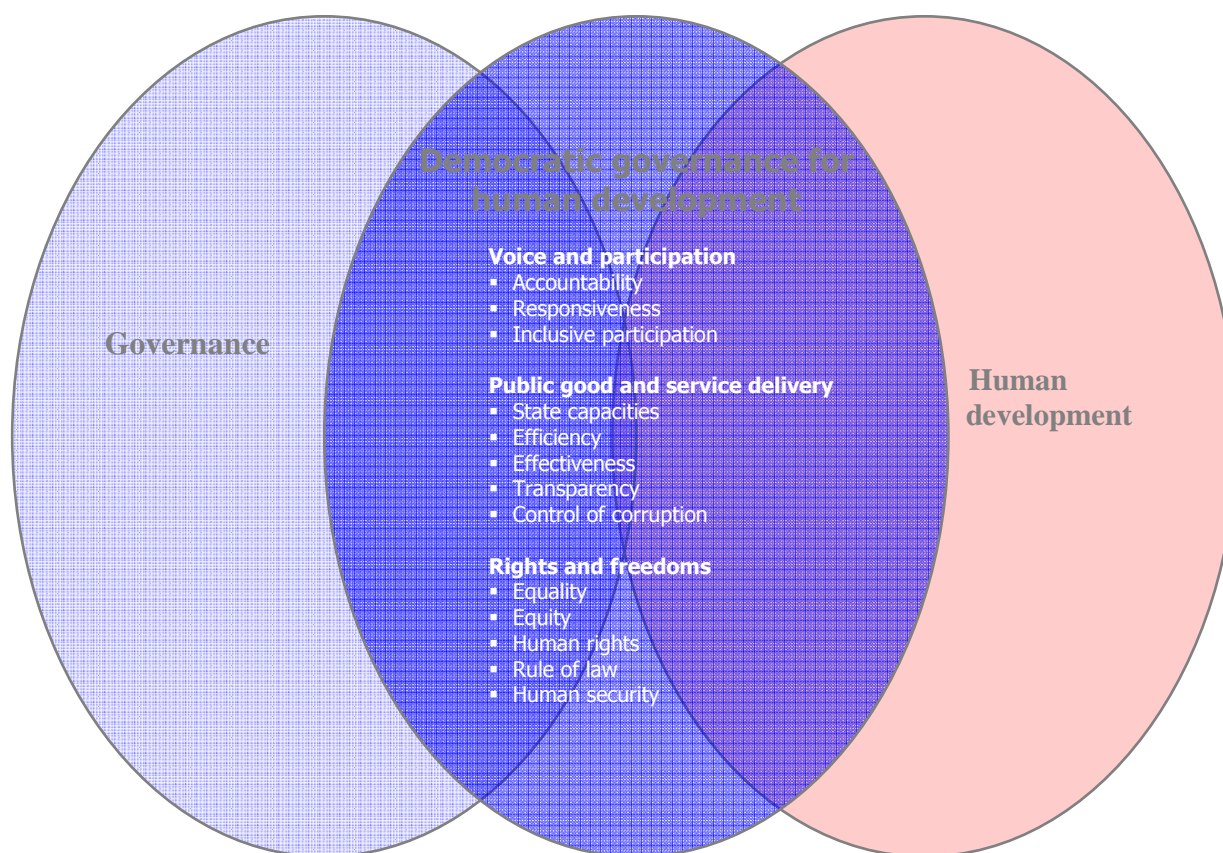 Democratic governance for
human development
Voice and participation
▪ Accountability
▪ Responsiveness
▪ Inclusive participation
Governance
Public good and service delivery
▪ State capacities
▪ Efficiency
▪ Effectiveness
▪ Transparency
▪ Control of corruption
Human
development
Rights and freedoms
▪ Equality
▪ Equity
▪ Human rights
▪ Rule of law
▪ Human security